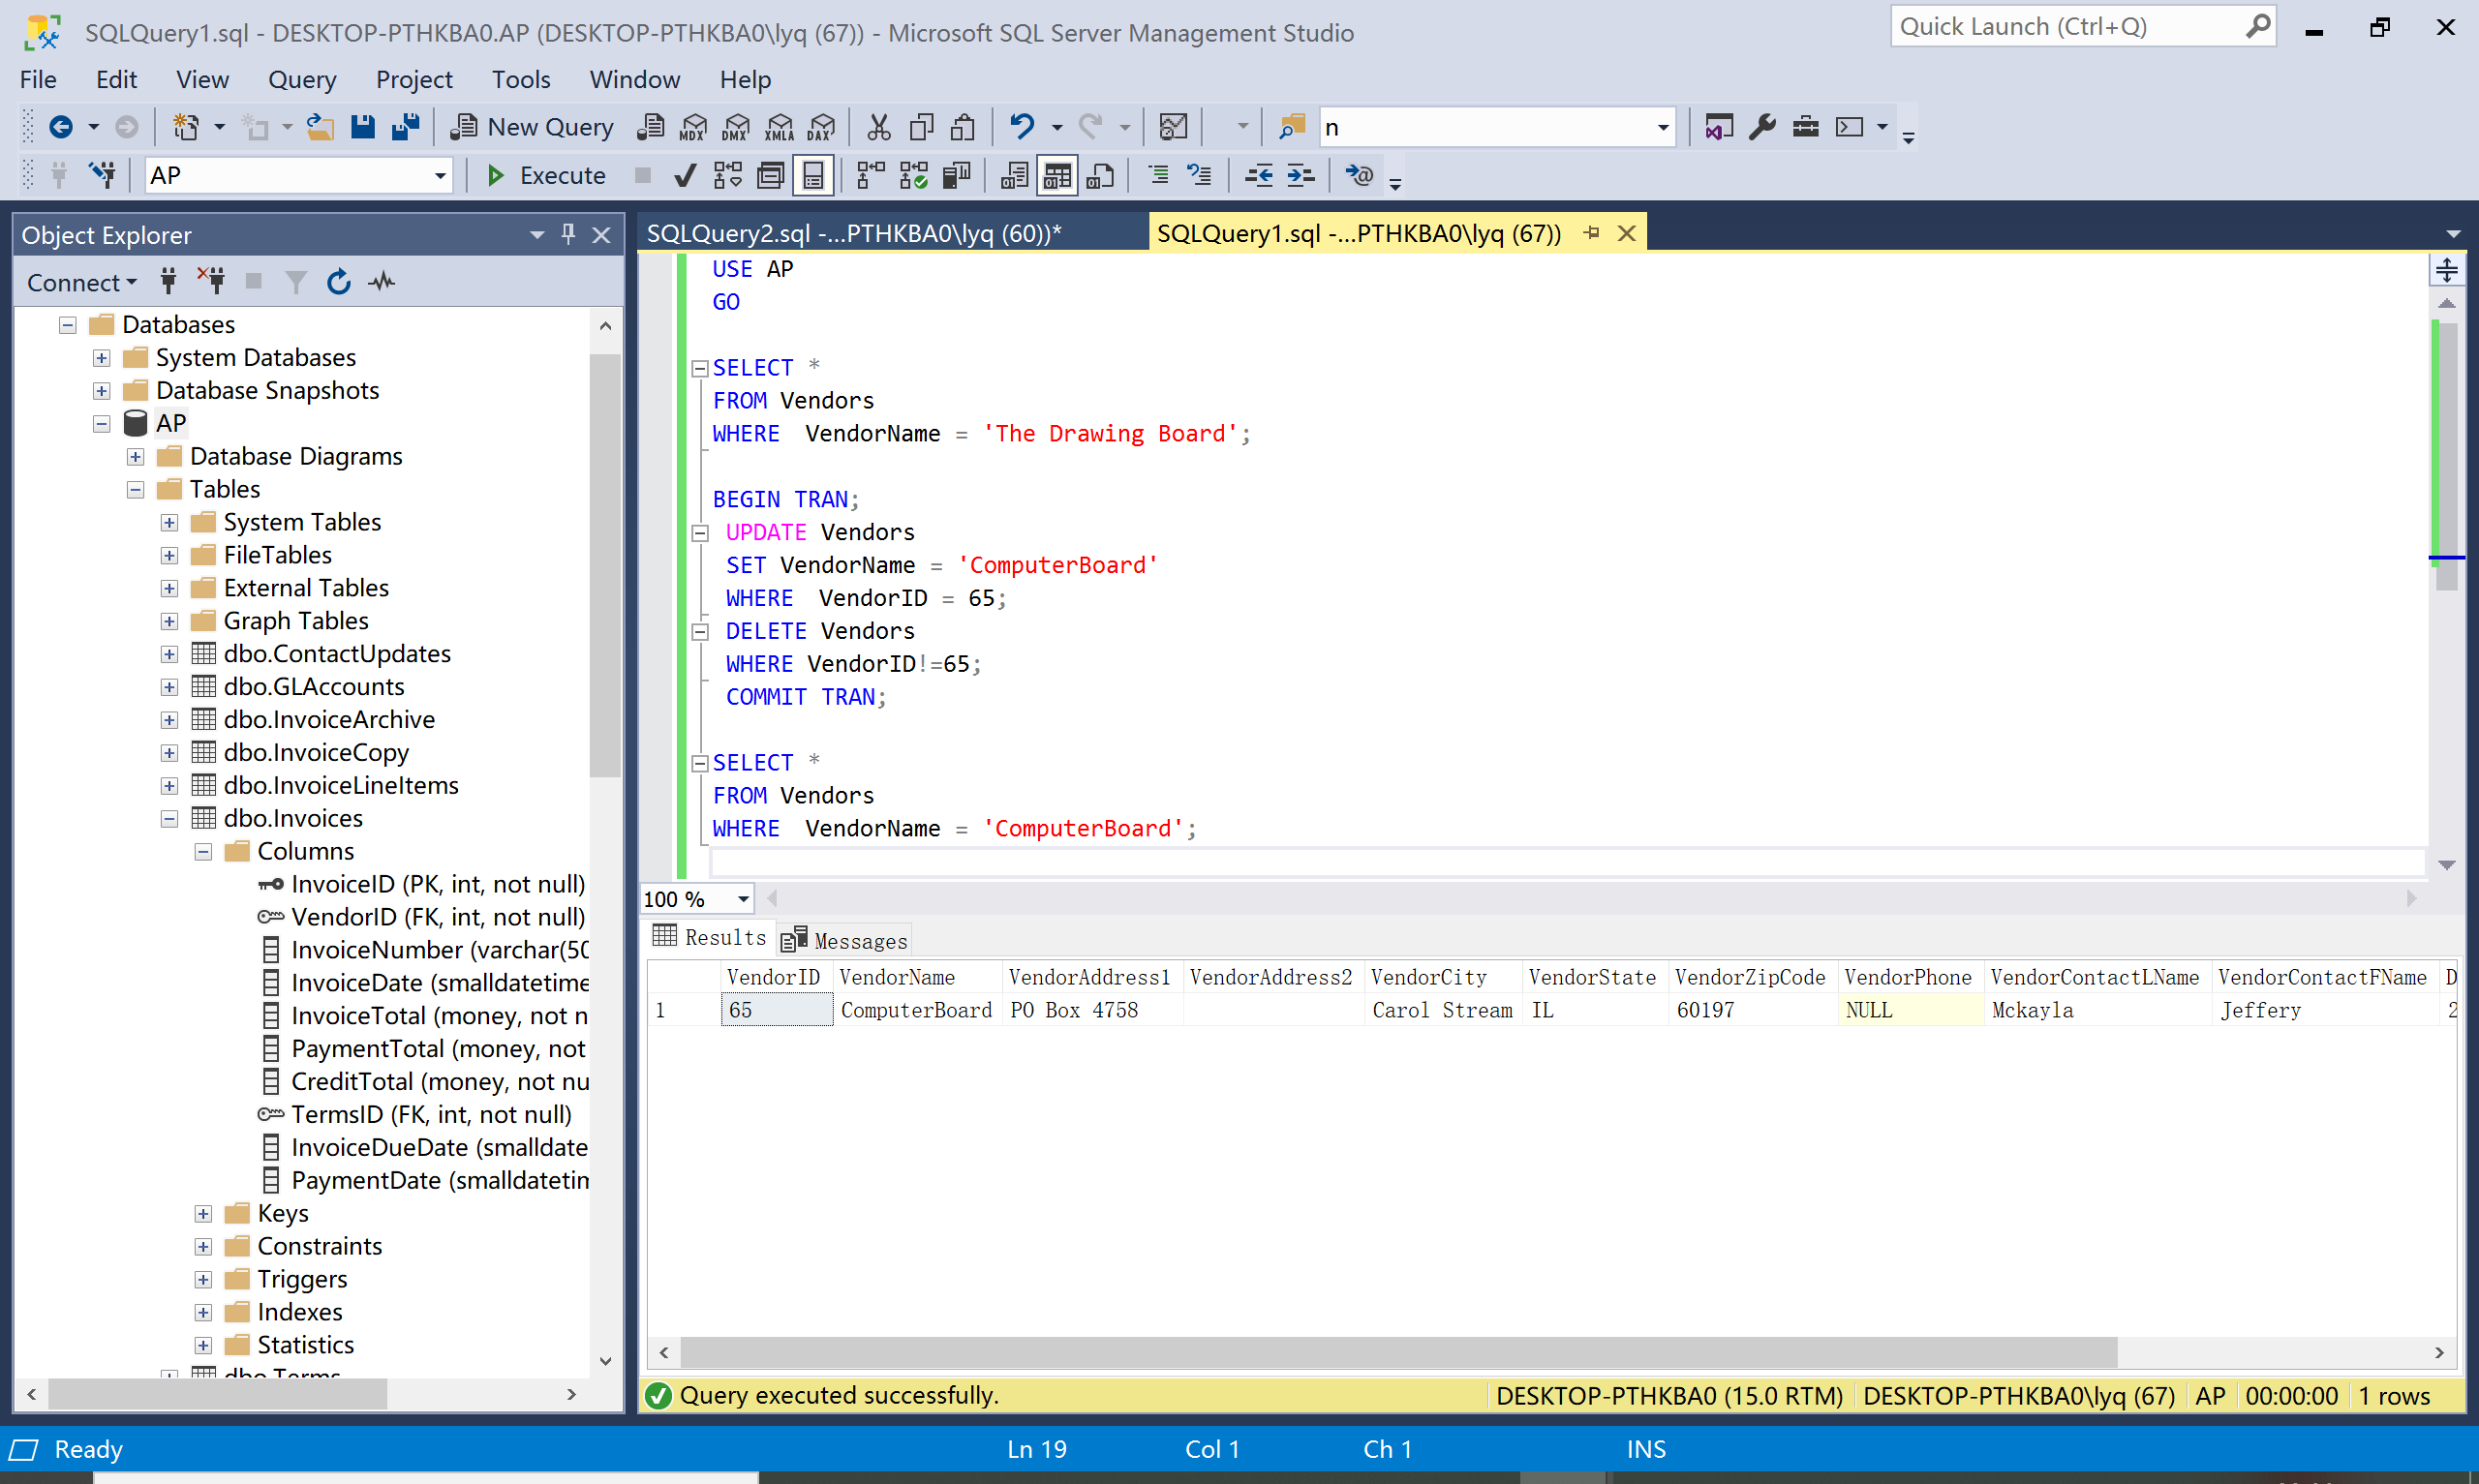 SQLQuery1.sql - DESKTOP-PTHKBA0.AP (DESKTOP-PTHKBA0\lyq (67)) - Microsoft SQL Server Management Studio
Quick Launch (Ctrl+Q)
File Edit View Query Project Tools Window Help
New Query MDX DMX XMLA DAX n
AP Execute
Object Explorer
Connect
Databases
System Databases
Database Snapshots
AP
Database Diagrams
Tables
System Tables
FileTables
External Tables
Graph Tables
dbo.ContactUpdates
dbo.GLAccounts
dbo.InvoiceArchive
dbo.InvoiceCopy
dbo.InvoiceLineItems
dbo.Invoices
Columns
InvoiceID (PK, int, not null)
VendorID (FK, int, not null)
InvoiceNumber (varchar(50
InvoiceDate (smalldatetime
InvoiceTotal (money, not n
PaymentTotal (money, not
CreditTotal (money, not nu
TermsID (FK, int, not null)
InvoiceDueDate (smalldate
PaymentDate (smalldatetim
Keys
Constraints
Triggers
Indexes
Statistics
dbo.Terms
SQLQuery2.sql -...PTHKBA0\lyq (60))*
SQLQuery1.sql -...PTHKBA0\lyq (67))
USE AP
GO
SELECT *
FROM Vendors
WHERE  VendorName = 'The Drawing Board';
BEGIN TRAN;
UPDATE Vendors
SET VendorName = 'ComputerBoard'
WHERE  VendorID = 65;
DELETE Vendors
WHERE VendorID!=65;
COMMIT TRAN;
SELECT *
FROM Vendors
WHERE  VendorName = 'ComputerBoard';
100 %
Results Messages
VendorID VendorName VendorAddress1 VendorAddress2 VendorCity VendorState VendorZipCode VendorPhone VendorContactLName VendorContactFName D
1 65 ComputerBoard PO Box 4758 Carol Stream IL 60197 NULL Mckayla Jeffery 2
Query executed successfully. DESKTOP-PTHKBA0 (15.0 RTM) DESKTOP-PTHKBA0\lyq (67) AP 00:00:00 1 rows
Ready Ln 19 Col 1 Ch 1 INS